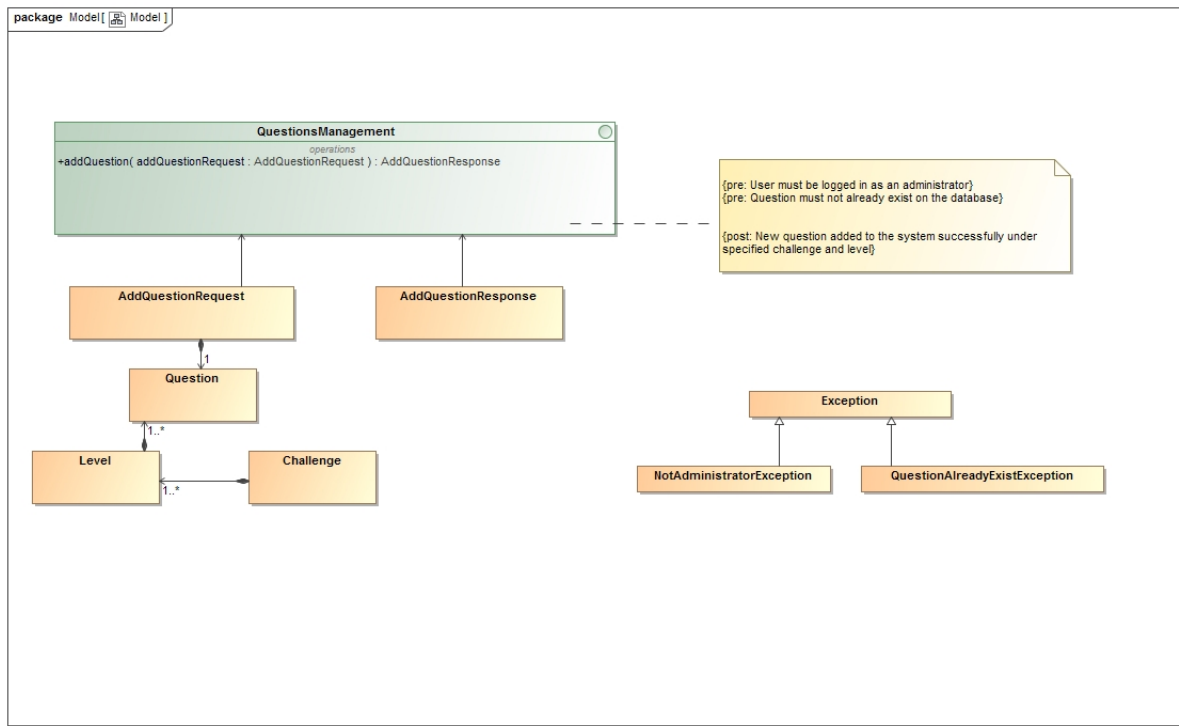 package Model[ Model ]
QuestionsManagement
operations
+addQuestion( addQuestionRequest : AddQuestionRequest ) : AddQuestionResponse
{pre: User must be logged in as an administrator}
{pre: Question must not already exist on the database}
{post: New question added to the system successfully under
specified challenge and level}
AddQuestionRequest
AddQuestionResponse
1
Question
1..*
Level
Challenge
1..*
Exception
NotAdministratorException
QuestionAlreadyExistException